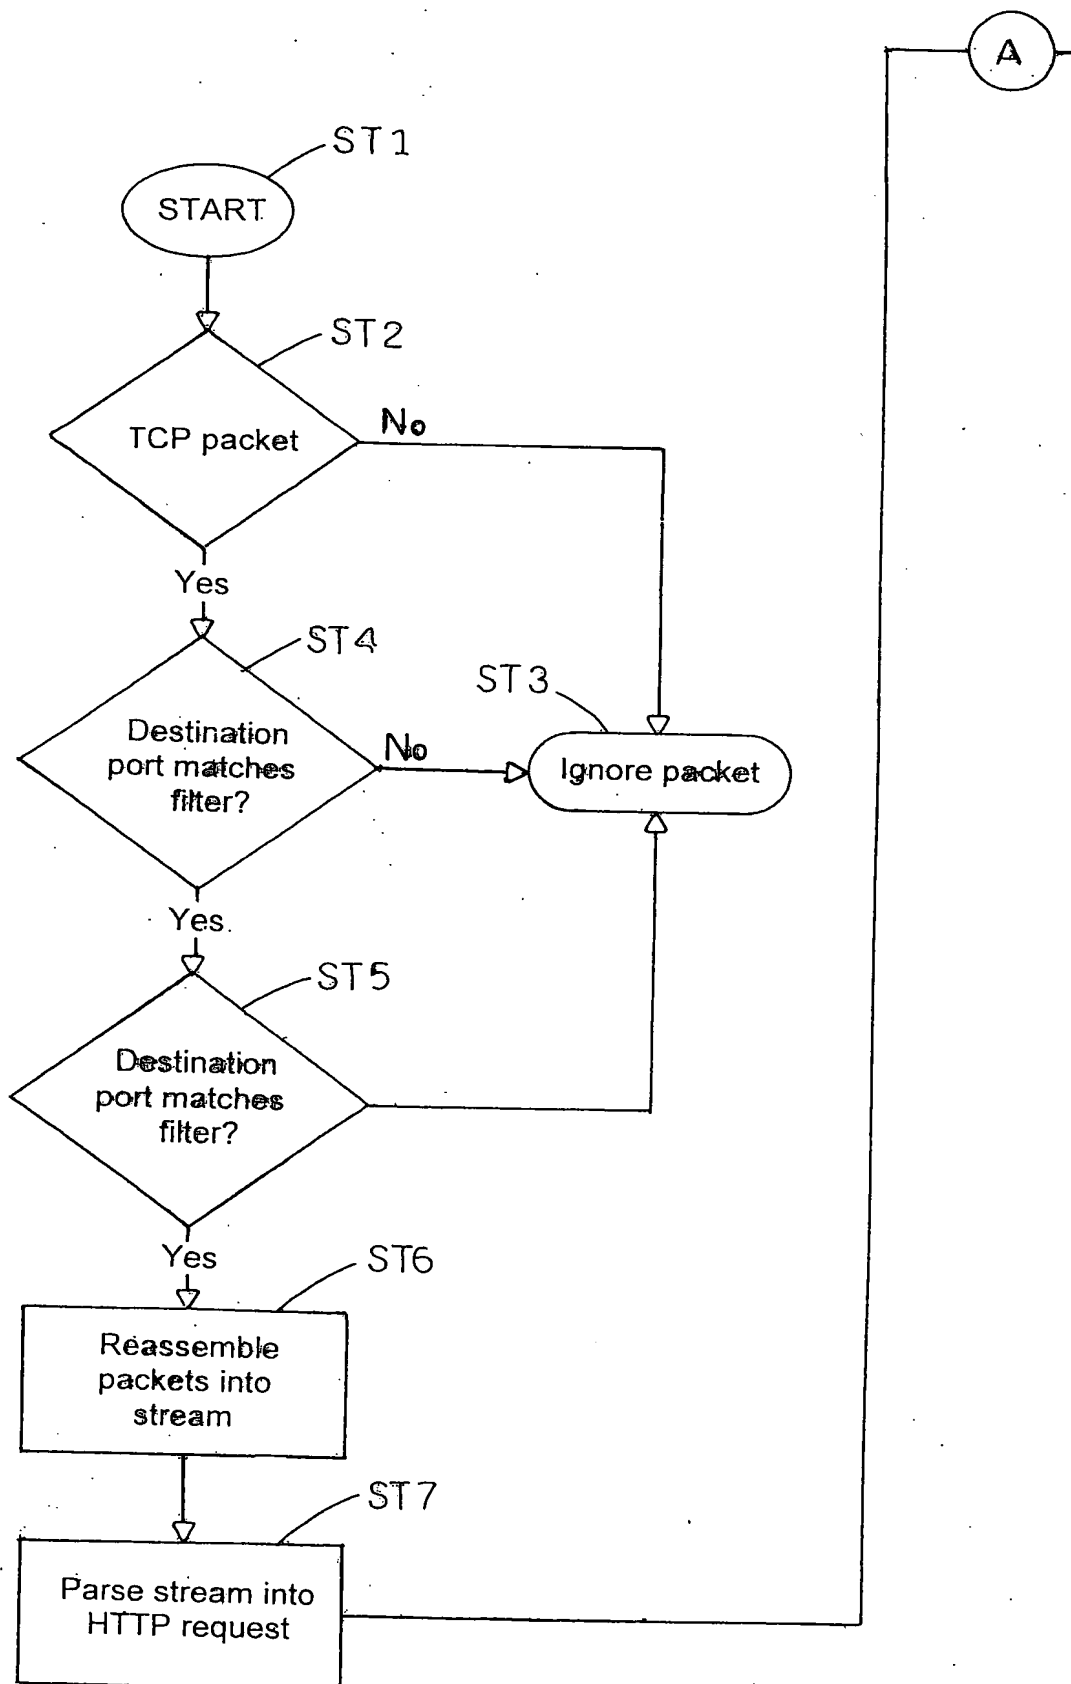 A
ST1
START
ST2
TCP packet
No
Yes
ST4
Destination
port matches
filter?
No
ST3
Ignore packet
Yes
ST5
Destination
port matches
filter?
Yes
ST6
Reassemble
packets into
stream
ST7
Parse stream into
HTTP request